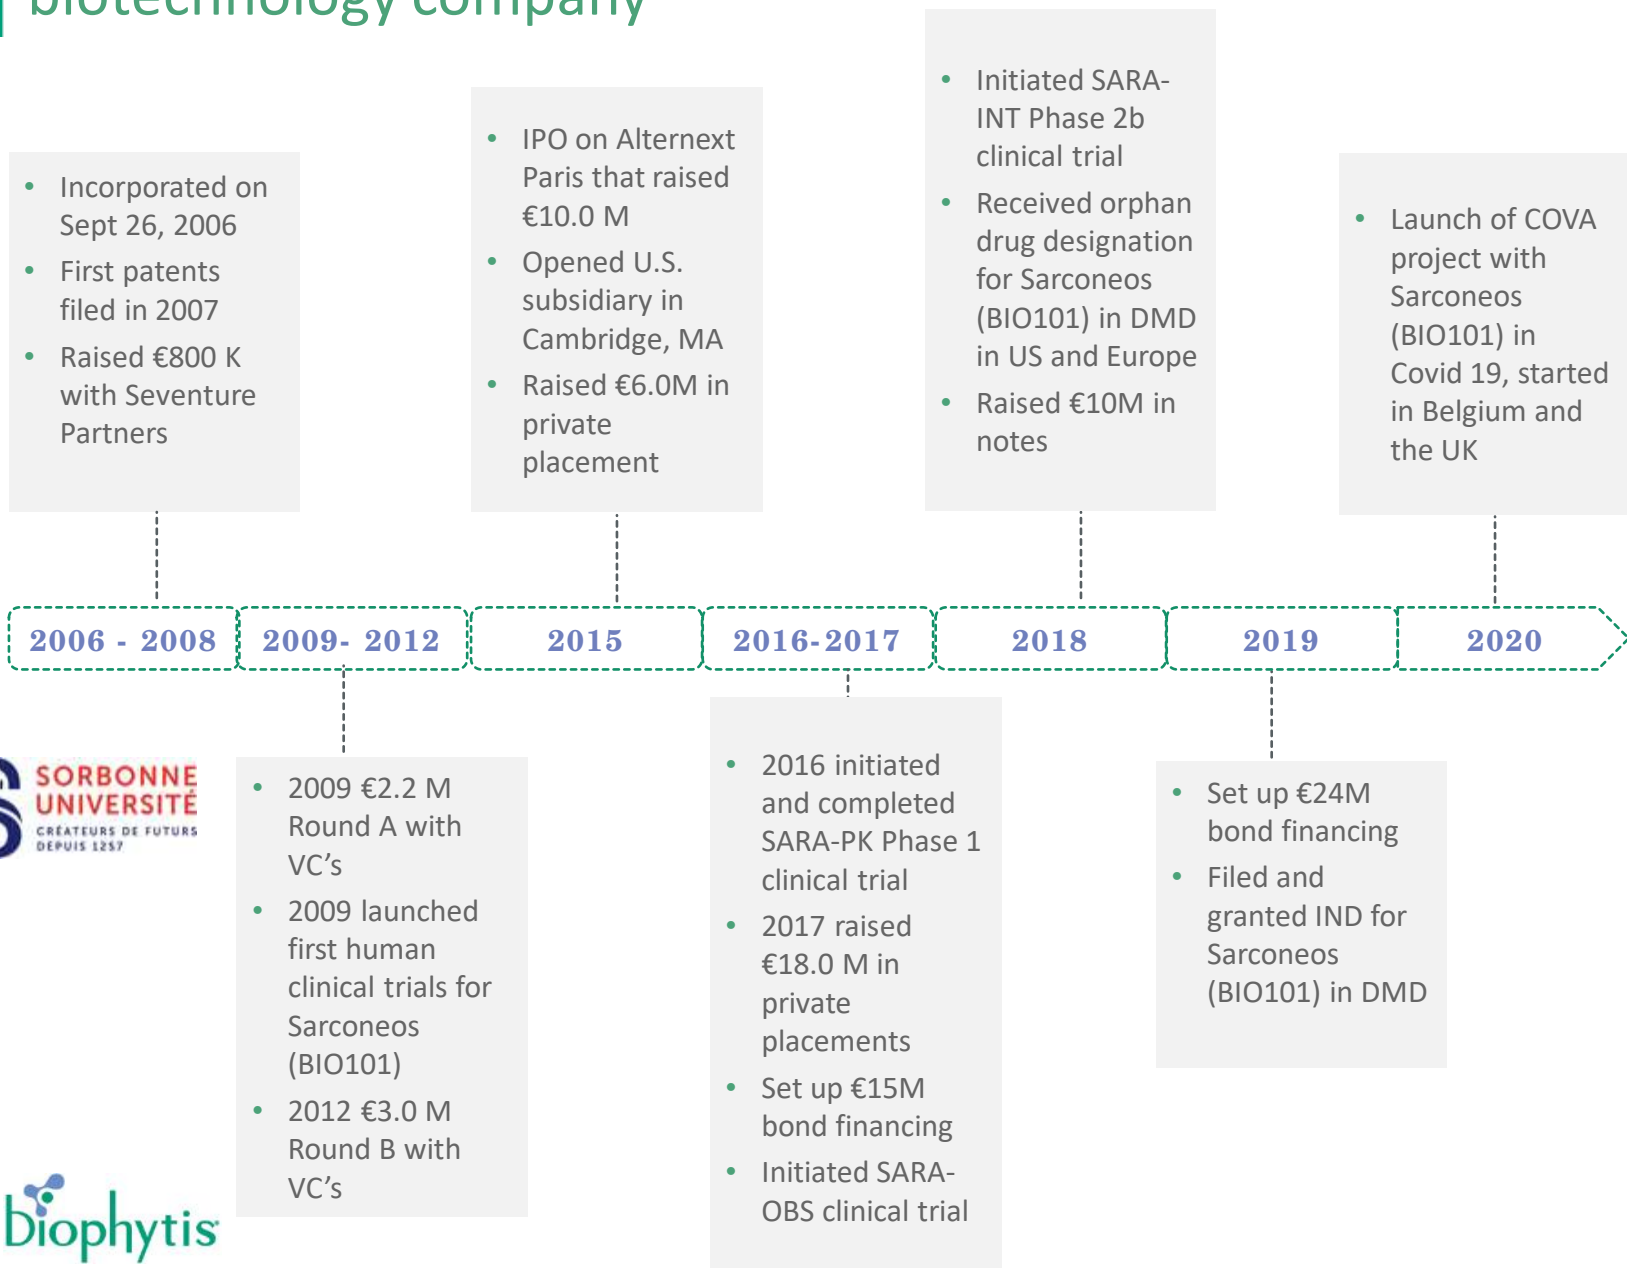 biotechnology company
• Incorporated on
Sept 26, 2006
• First patents
filed in 2007
• Raised €800 K
with Seventure
Partners
• IPO on Alternext
Paris that raised
€10.0 M
• Opened U.S.
subsidiary in
Cambridge, MA
• Raised €6.0M in
private
placement
• Initiated SARA-
INT Phase 2b
clinical trial
• Received orphan
drug designation
for Sarconeos
(BIO101) in DMD
in US and Europe
• Raised €10M in
notes
• Launch of COVA
project with
Sarconeos
(BIO101) in
Covid 19, started
in Belgium and
the UK
2006 - 2008
2009- 2012
2015
2016-2017
2018
2019
2020
SORBONNE
UNIVERSITÉ
CRÉATEURS DE FUTURS
DEPUIS 1257
• 2009 €2.2 M
Round A with
VC’s
• 2009 launched
first human
clinical trials for
Sarconeos
(BIO101)
• 2012 €3.0 M
Round B with
VC’s
• 2016 initiated
and completed
SARA-PK Phase 1
clinical trial
• 2017 raised
€18.0 M in
private
placements
• Set up €15M
bond financing
• Initiated SARA-
OBS clinical trial
• Set up €24M
bond financing
• Filed and
granted IND for
Sarconeos
(BIO101) in DMD
biophytis